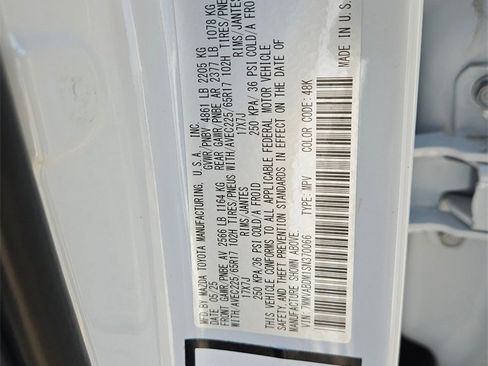 MFD. BY MAZDA TOYOTA MANUFACTURING, U.S.A., INC.
DATE: 05/25 GVWR/PNBV 4861 LB 2205 KG
FRONT GAWR/PNBE AV 2566 LB 1164 KG REAR GAWR/PNBE AR 2377 LB 1078 KG
WITH/AVEC225/65R17 102H TIRES/PNEUS WITH/AVEC225/65R17 102H TIRES/PNEUS
17X7J RIMS/JANTES 17X7J RIMS/JANTES
250 KPA/36 PSI COLD/A FROID 250 KPA/ 36 PSI COLD/A FROID
THIS VEHICLE CONFORMS TO ALL APPLICABLE FEDERAL MOTOR VEHICLE
SAFETY AND THEFT PREVENTION STANDARDS IN EFFECT ON THE DATE OF
MANUFACTURE SHOWN ABOVE.
VIN: 7MMVABDM1SN370066 TYPE: MPV COLOR CODE: 48K
MADE IN U.S.